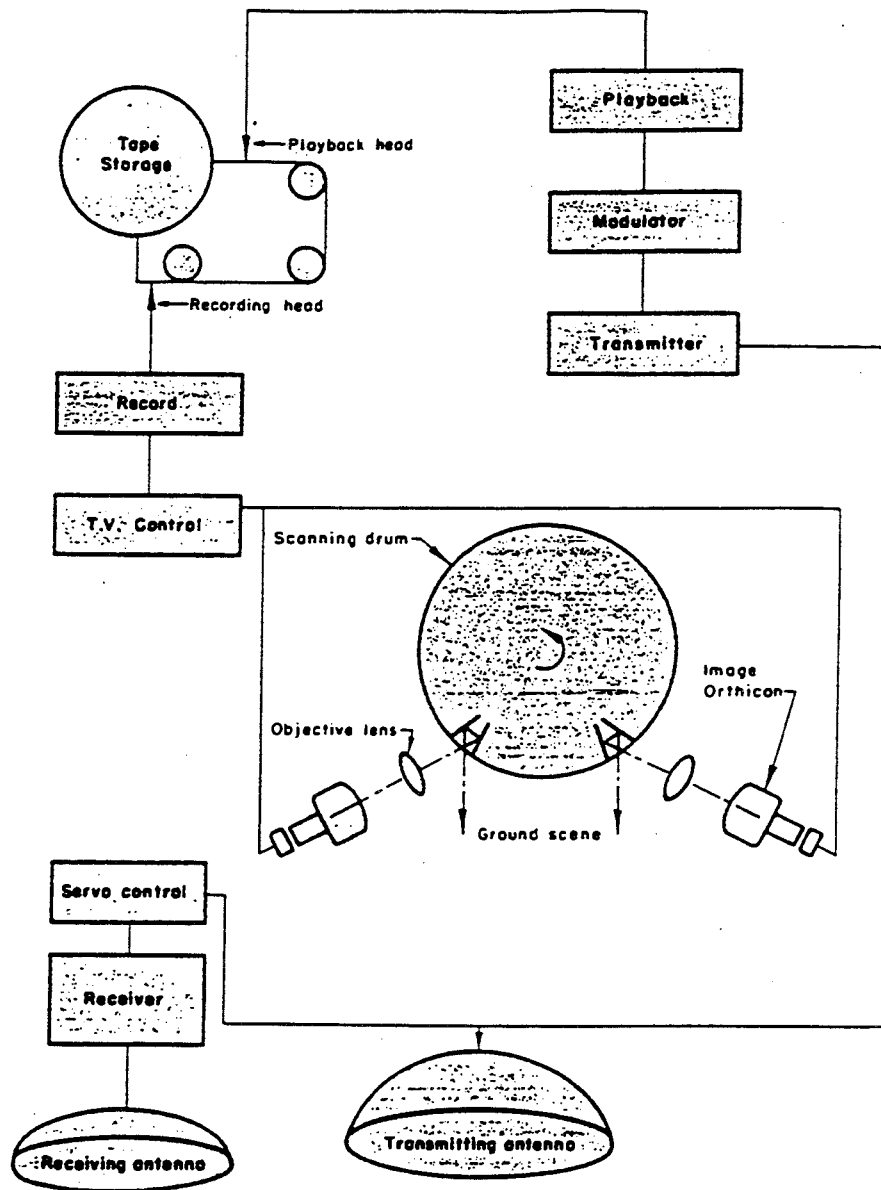 Playback
Tape
Storage
Playback head
Modulator
Recording head
Transmitter
Record
T.V. Control
Scanning drum
Image
Orthicon
Objective lens
Ground scene
Servo control
Receiver
Receiving antenna
Transmitting antenna